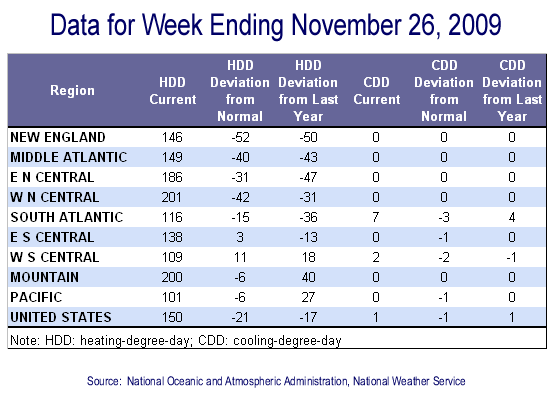 Data for Week Ending November 26, 2009
Region HDD Current HDD Deviation from Normal HDD Deviation from Last Year CDD Current CDD Deviation from Normal CDD Deviation from Last Year
NEW ENGLAND 146 -52 -50 0 0 0
MIDDLE ATLANTIC 149 -40 -43 0 0 0
E N CENTRAL 186 -31 -47 0 0 0
W N CENTRAL 201 -42 -31 0 0 0
SOUTH ATLANTIC 116 -15 -36 7 -3 4
E S CENTRAL 138 3 -13 0 -1 0
W S CENTRAL 109 11 18 2 -2 -1
MOUNTAIN 200 -6 40 0 0 0
PACIFIC 101 -6 27 0 -1 0
UNITED STATES 150 -21 -17 1 -1 1
Note: HDD: heating-degree-day; CDD: cooling-degree-day
Source: National Oceanic and Atmospheric Administration, National Weather Service